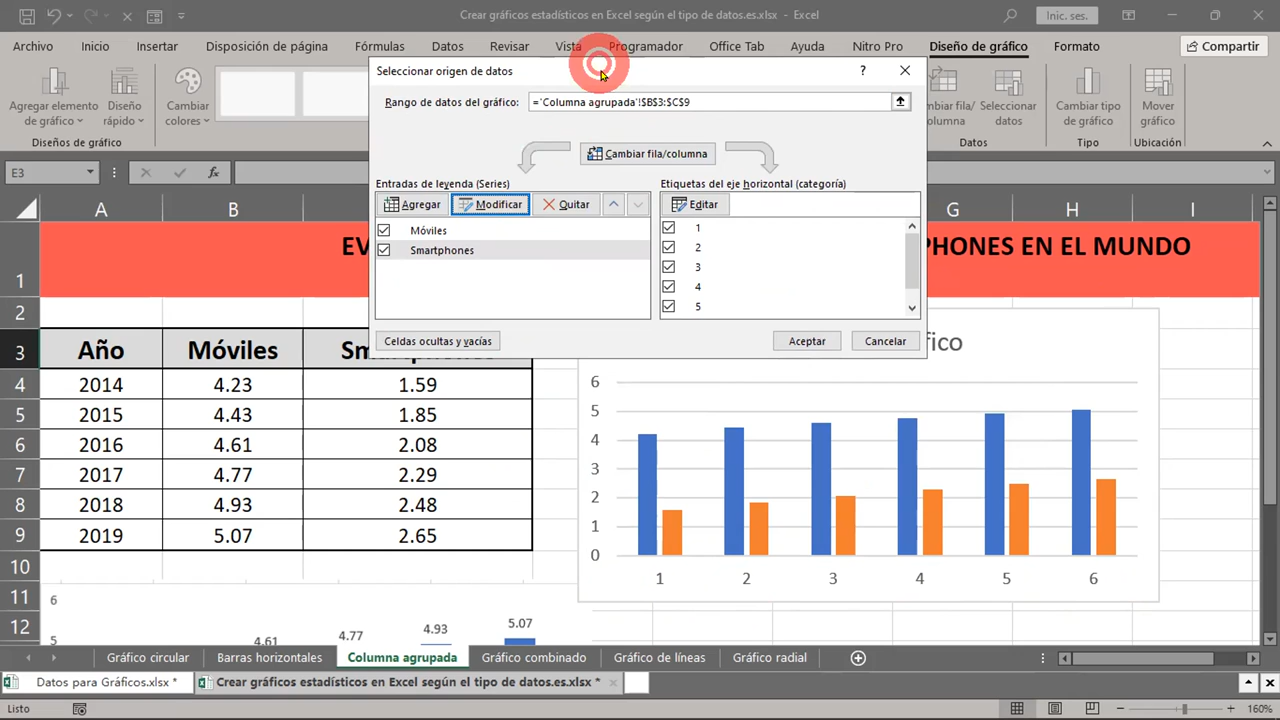 Crear gráficos estadísticos en Excel según el tipo de datos.es.xlsx - Excel
Inic. ses.
Archivo Inicio Insertar Disposición de página Fórmulas Datos Revisar Vista Programador Office Tab Ayuda Nitro Pro Diseño de gráfico Formato Compartir
Agregar elemento de gráfico
Diseño rápido
Cambiar colores
Diseños de gráfico
Seleccionar datos
Datos
Cambiar tipo de gráfico
Tipo
Mover gráfico
Ubicación
Seleccionar origen de datos ?
Rango de datos del gráfico: ='Columna agrupada'!$B$3:$C$9
Cambiar fila/columna
Entradas de leyenda (Series)
Agregar Modificar Quitar
Móviles
Smartphones
Etiquetas del eje horizontal (categoría)
Editar
1
2
3
4
5
Celdas ocultas y vacías Aceptar Cancelar
E3 fx
A B G H I
1 EV PHONES EN EL MUNDO
2
3 Año Móviles
4 2014 4.23 1.59
5 2015 4.43 1.85
6 2016 4.61 2.08
7 2017 4.77 2.29
8 2018 4.93 2.48
9 2019 5.07 2.65
10
11
12
fico
6
5
4
3
2
1
0
1 2 3 4 5 6
6
5
4.61 4.77 4.93 5.07
Gráfico circular Barras horizontales Columna agrupada Gráfico combinado Gráfico de líneas Gráfico radial
Datos para Gráficos.xlsx * Crear gráficos estadísticos en Excel según el tipo de datos.es.xlsx *
Listo 160%